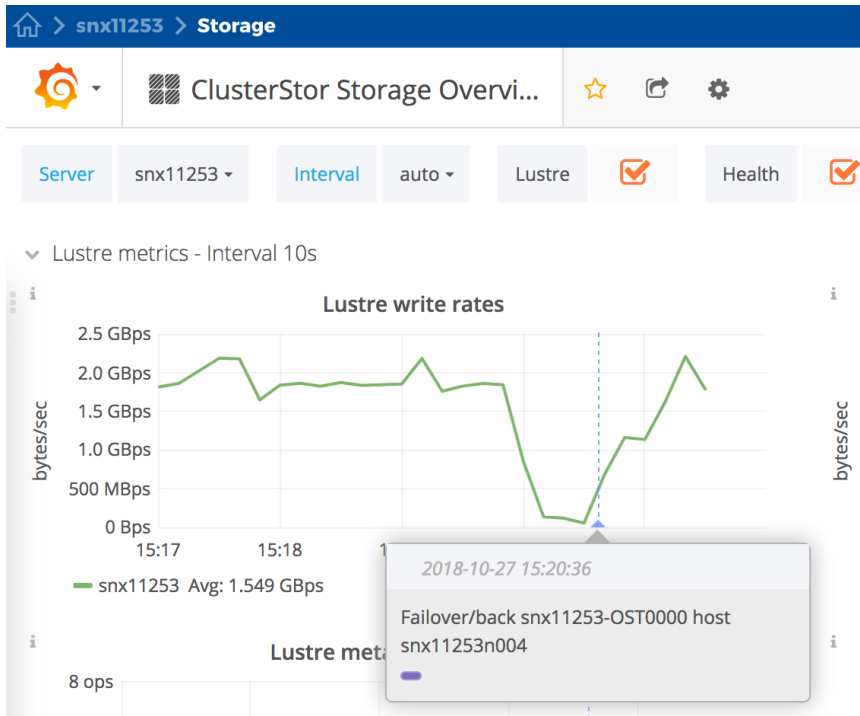 snx11253 > Storage
ClusterStor Storage Overvi...
Server snx11253 Interval auto Lustre Health
Lustre metrics - Interval 10s
Lustre write rates
2.5 GBps
2.0 GBps
1.5 GBps
1.0 GBps
500 MBps
0 Bps
bytes/sec
bytes/sec
15:17 15:18
snx11253 Avg: 1.549 GBps
2018-10-27 15:20:36
Failover/back snx11253-OST0000 host
snx11253n004
Lustre meta
8 ops